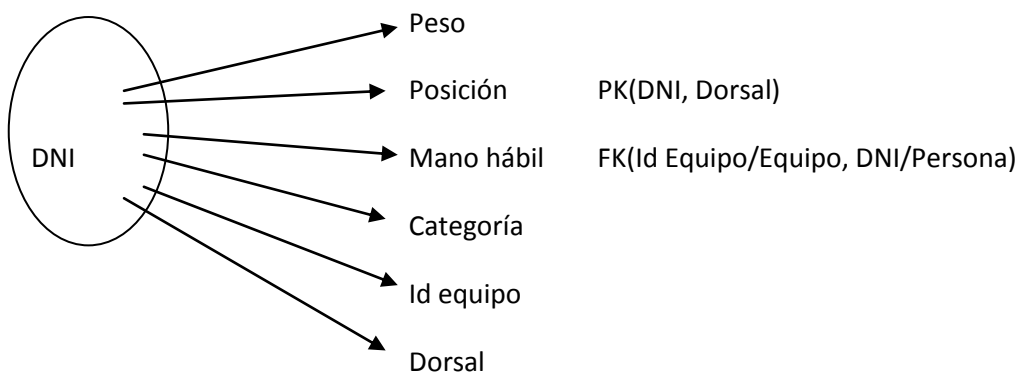 Peso
Posición PK(DNI, Dorsal)
DNI Mano hábil FK(Id Equipo/Equipo, DNI/Persona)
Categoría
Id equipo
Dorsal